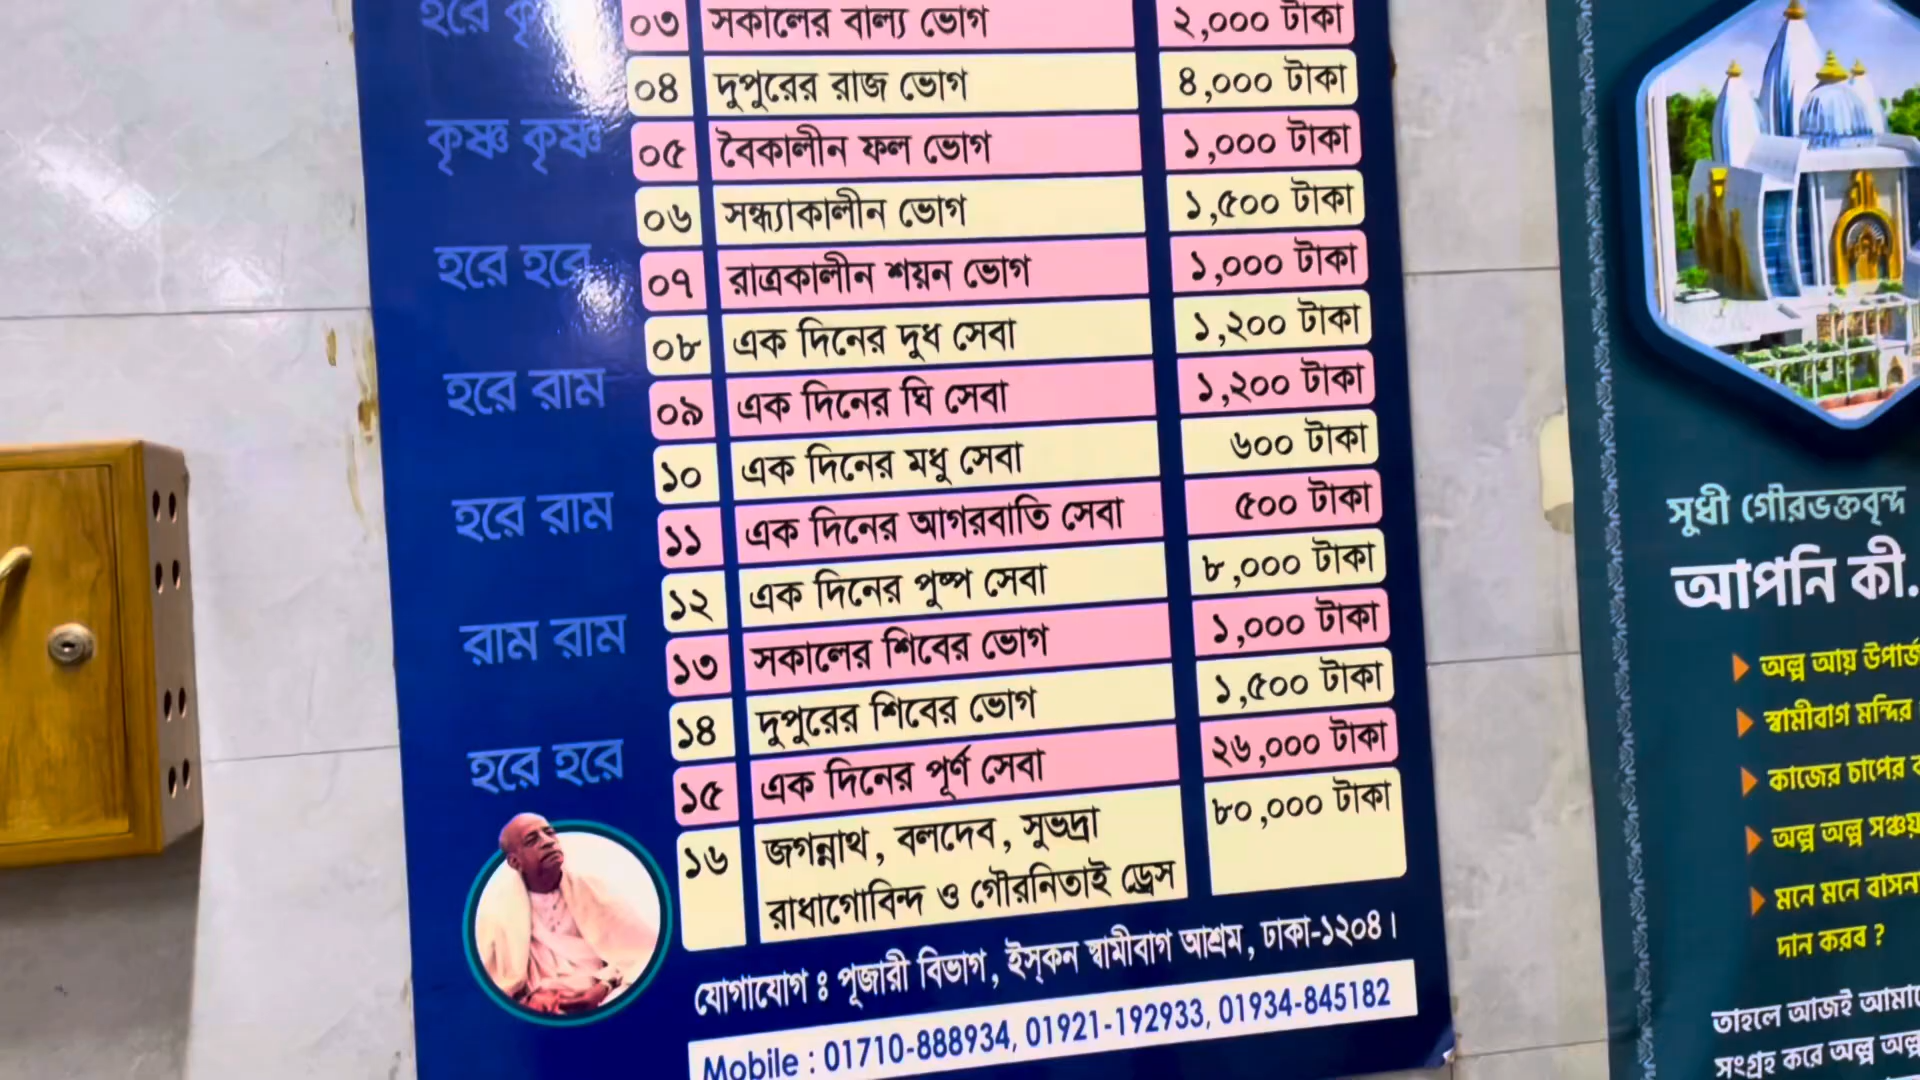 হরে
০৩ সকালের বাল্য ভোগ ২,০০০ টাকা
০৪ দুপুরের রাজ ভোগ ৪,০০০ টাকা
কৃষ্ণ কৃষ্ণ
০৫ বৈকালীন ফল ভোগ ১,০০০ টাকা
০৬ সন্ধ্যাকালীন ভোগ ১,৫০০ টাকা
হরে হরে
০৭ রাত্রকালীন শয়ন ভোগ ১,০০০ টাকা
০৮ এক দিনের দুধ সেবা ১,২০০ টাকা
হরে রাম
০৯ এক দিনের ঘি সেবা ১,২০০ টাকা
১০ এক দিনের মধু সেবা ৬০০ টাকা
হরে রাম
১১ এক দিনের আগরবাতি সেবা ৫০০ টাকা
১২ এক দিনের পুষ্প সেবা ৮,০০০ টাকা
রাম রাম
১৩ সকালের শিবের ভোগ ১,০০০ টাকা
১৪ দুপুরের শিবের ভোগ ১,৫০০ টাকা
হরে হরে
১৫ এক দিনের পূর্ণ সেবা ২৬,০০০ টাকা
১৬ জগন্নাথ, বলদেব, সুভদ্রা ৮০,০০০ টাকা
রাধাগোবিন্দ ও গৌরনিতাই ড্রেস
যোগাযোগ ঃ পূজারী বিভাগ, ইস্‌কন স্বামীবাগ আশ্রম, ঢাকা-১২০৪।
Mobile : 01710-888934, 01921-192933, 01934-845182
সুধী গৌরভক্তবৃন্দ
আপনি কী.
অল্প আয়
স্বামীবাগ মন্দির
কাজের চাপের
অল্প অল্প সঞ্চয়
মনে মনে
দান করব ?
তাহলে আজই
সংগ্রহ করে অল্প